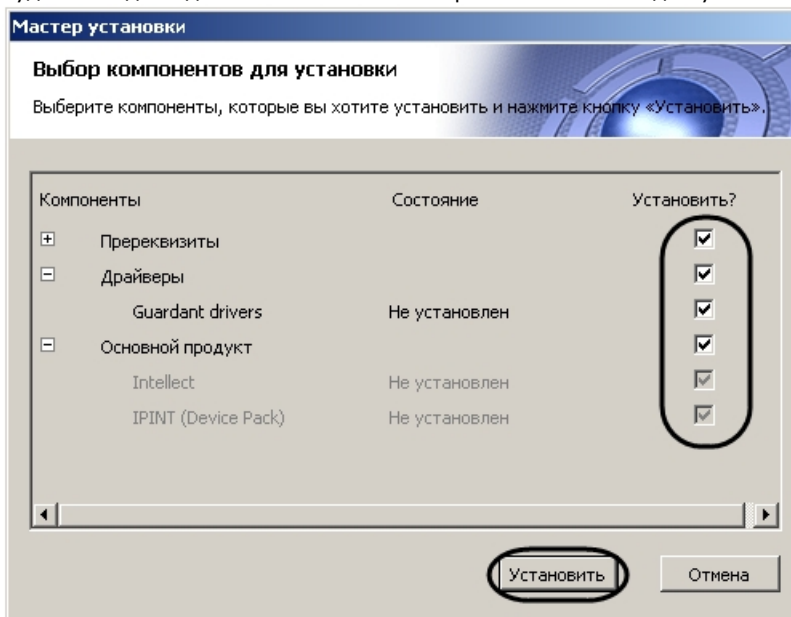 Мастер установки
Выбор компонентов для установки
Выберите компоненты, которые вы хотите установить и нажмите кнопку «Установить».
Компоненты Состояние Установить?
Пререквизиты
Драйверы
Guardant drivers Не установлен
Основной продукт
Intellect Не установлен
IPINT (Device Pack) Не установлен
Установить Отмена